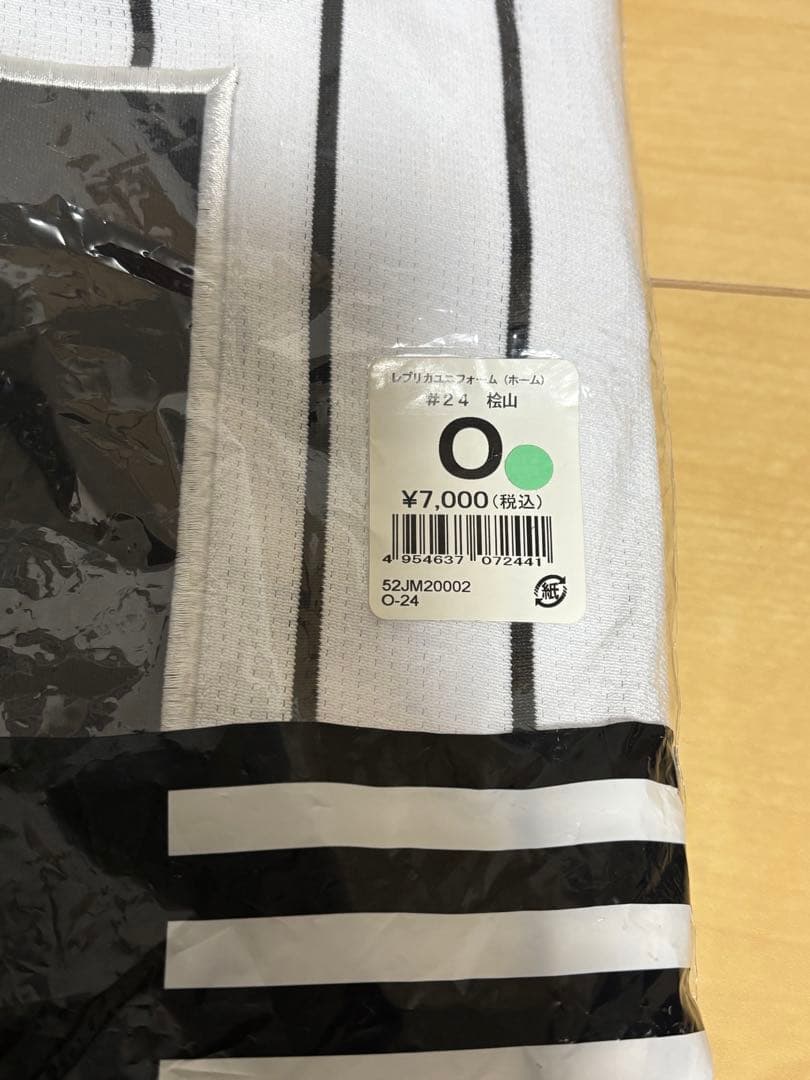 レプリカユニフォーム（ホーム）
#24 桧山
O
¥7,000(税込)
4 954637 072441
52JM20002
O-24
紙